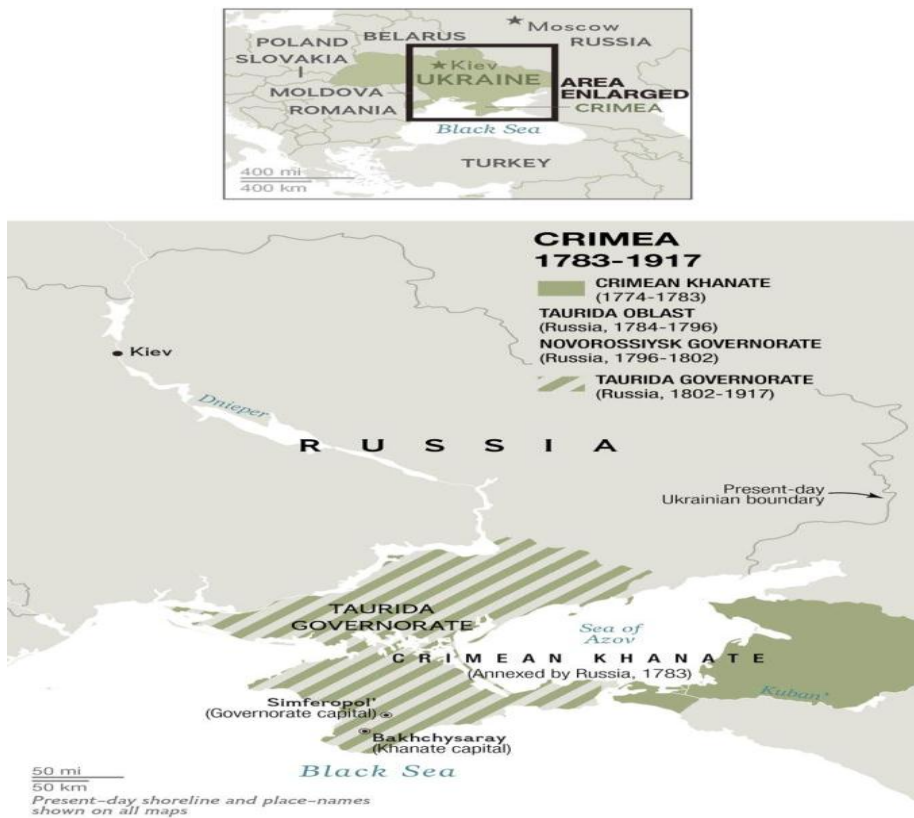 Moscow
BELARUS
RUSSIA
POLAND
SLOVAKIA
Kiev
UKRAINE
AREA
ENLARGED
CRIMEA
MOLDOVA
ROMANIA
Black Sea
TURKEY
400 mi
400 km
CRIMEA
1783-1917
CRIMEAN KHANATE
(1774-1783)
TAURIDA OBLAST
(Russia, 1784-1796)
NOVOROSSIYSK GOVERNORATE
(Russia, 1796-1802)
TAURIDA GOVERNORATE
(Russia, 1802-1917)
Kiev
Dnieper
RUSSIA
Present-day
Ukrainian boundary
TAURIDA
GOVERNORATE
Sea of
Azov
CRIMEAN KHANATE
(Annexed by Russia, 1783)
Kuban'
Simferopol'
(Governorate capital)
Bakhchysaray
(Khanate capital)
Black Sea
50 mi
50 km
Present-day shoreline and place-names
shown on all maps